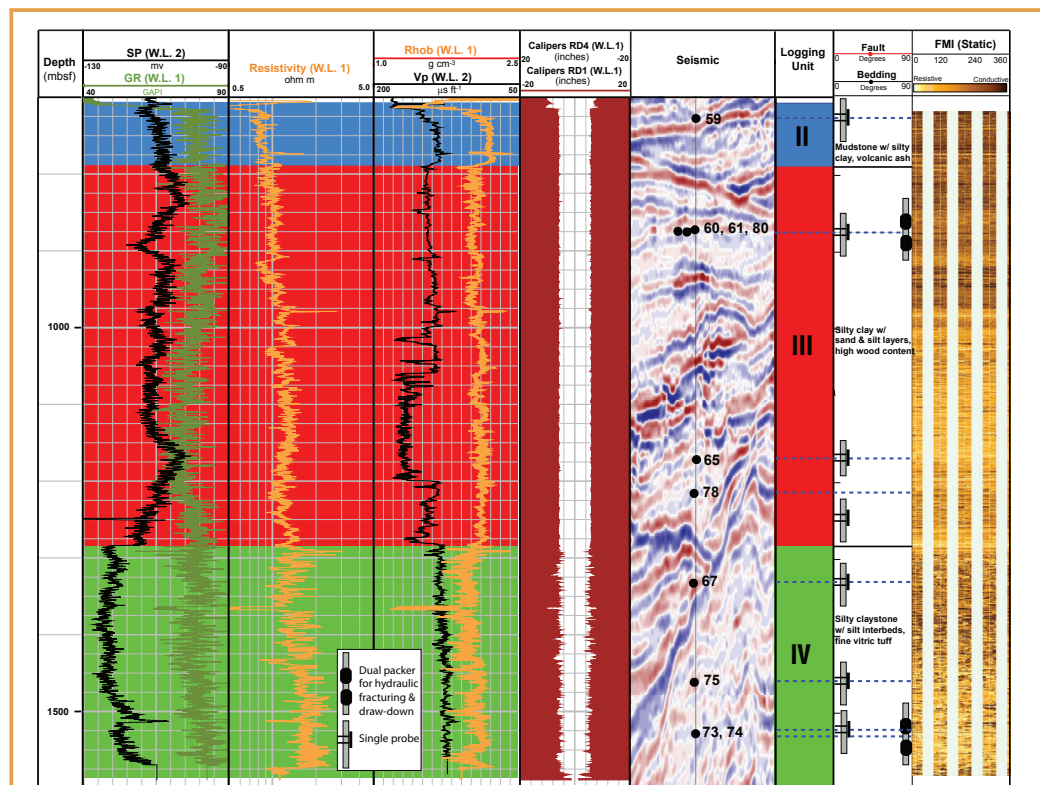 Depth
(mbsf)
SP (W.L. 2)
-130 mv -90
GR (W.L. 1)
40 GAPI 90
Resistivity (W.L. 1)
ohm m
0.5 5.0
Rhob (W.L. 1)
1.0 g cm-3 2.5
Vp (W.L. 2)
200 μs ft-1 50
Calipers RD4 (W.L.1)
20 (inches) -20
Calipers RD1 (W.L.1)
-20 (inches) 20
Seismic
Logging
Unit
Fault
0 Degrees 90
Bedding
0 Degrees 90
FMI (Static)
Resistive Conductive
0 120 240 360
59
II
Mudstone w/ silty
clay, volcanic ash
60, 61, 80
1000
III
Silty clay w/
sand & silt layers,
high wood content
65
78
67
Silty claystone
w/ silt interbeds,
fine vitric tuff
IV
Dual packer
for hydraulic
fracturing &
draw-down
Single probe
75
1500
73, 74